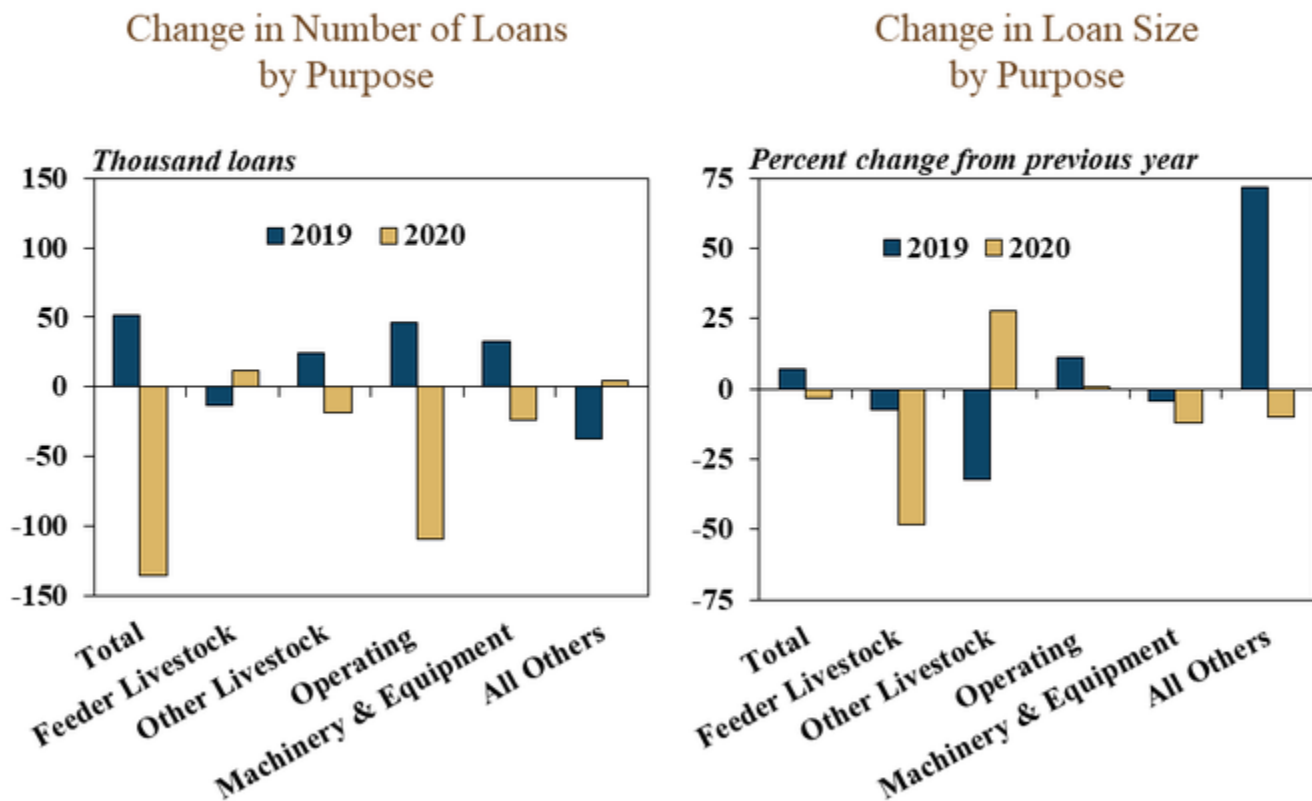 Change in Number of Loans
by Purpose
Thousand loans
150
100
50
0
-50
-100
-150
2019
2020
Total
Feeder Livestock
Other Livestock
Operating
Machinery & Equipment
All Others
Change in Loan Size
by Purpose
Percent change from previous year
75
50
25
0
-25
-50
-75
2019
2020
Total
Feeder Livestock
Other Livestock
Operating
Machinery & Equipment
All Others